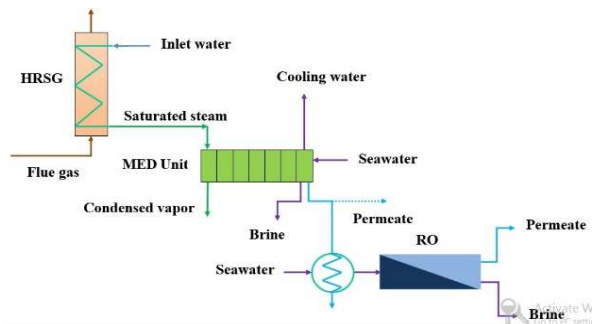 Inlet water
HRSG
Cooling water
Saturated steam
MED Unit
Seawater
Flue gas
Condensed vapor
Permeate
Permeate
Brine
RO
Seawater
Activate W
Brine